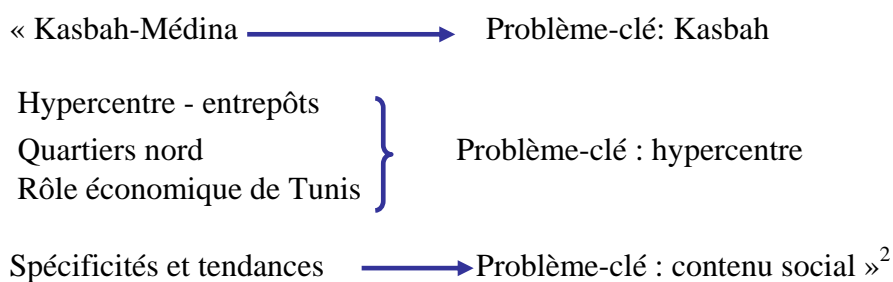 « Kasbah-Médina Problème-clé: Kasbah
Hypercentre - entrepôts
Quartiers nord Problème-clé : hypercentre
Rôle économique de Tunis
Spécificités et tendances Problème-clé : contenu social »2